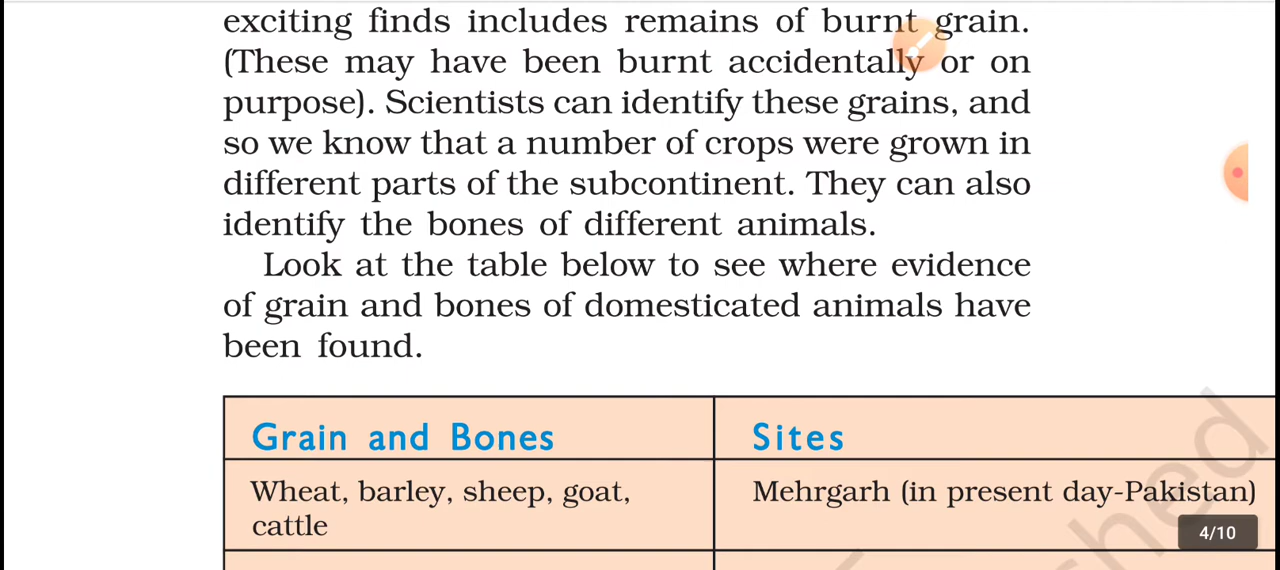 exciting finds includes remains of burnt grain.
(These may have been burnt accidentally or on
purpose). Scientists can identify these grains, and
so we know that a number of crops were grown in
different parts of the subcontinent. They can also
identify the bones of different animals.
Look at the table below to see where evidence
of grain and bones of domesticated animals have
been found.
Grain and Bones
Sites
Wheat, barley, sheep, goat,
cattle
Mehrgarh (in present day-Pakistan)
4/10